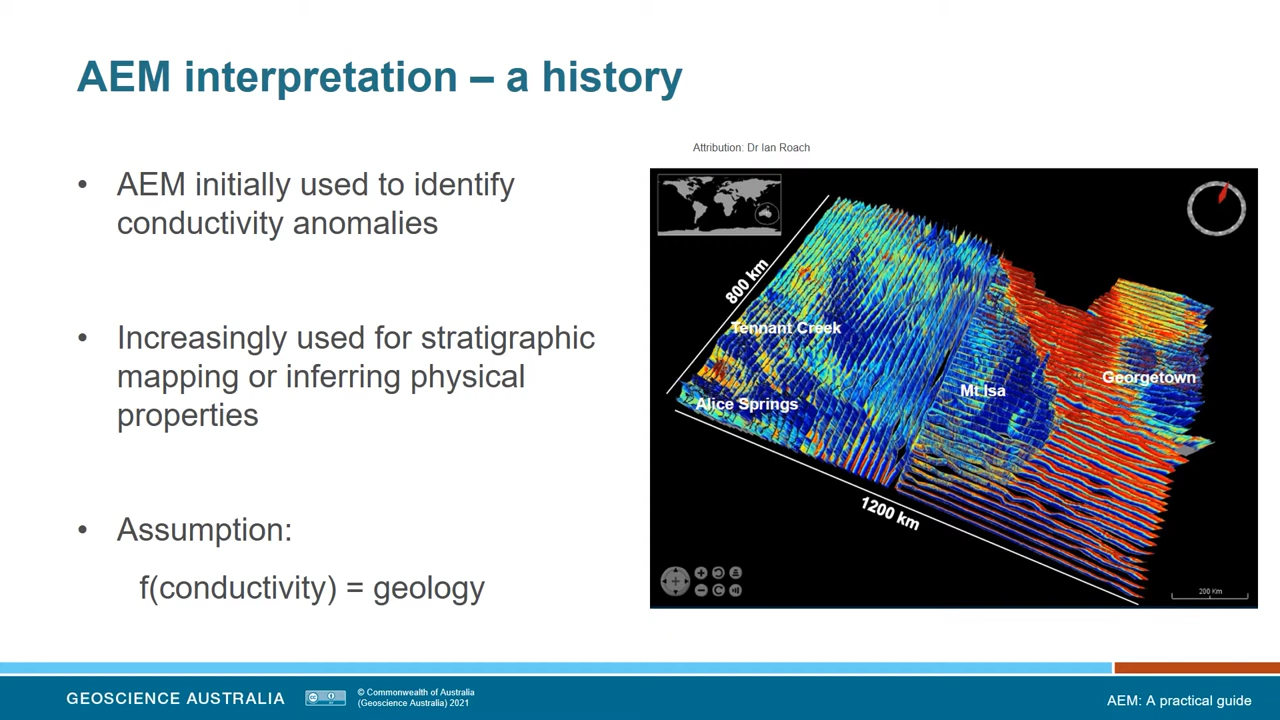 AEM interpretation – a history
• AEM initially used to identify
conductivity anomalies
• Increasingly used for stratigraphic
mapping or inferring physical
properties
• Assumption:
f(conductivity) = geology
Attribution: Dr Ian Roach
800 km
Tennant Creek
Alice Springs
Mt Isa
Georgetown
1200 km
200 Km
GEOSCIENCE AUSTRALIA
© Commonwealth of Australia
(Geoscience Australia) 2021
AEM: A practical guide